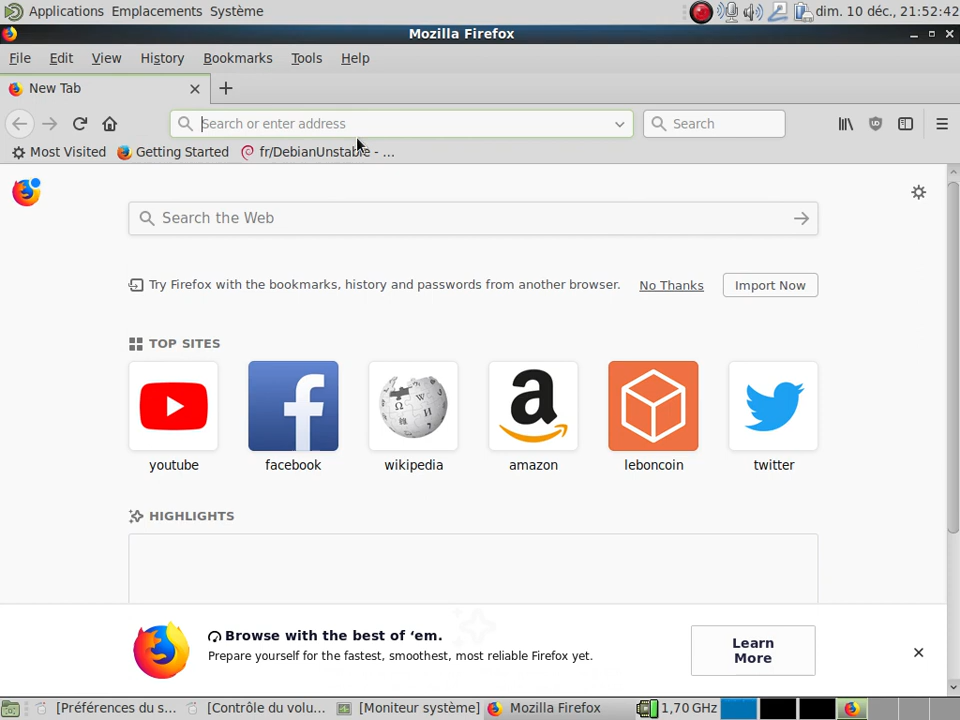 Applications Emplacements Système dim. 10 déc., 21:52:42
Mozilla Firefox
File Edit View History Bookmarks Tools Help
New Tab
Search or enter address Search
Most Visited Getting Started fr/DebianUnstable - ...
Search the Web
Try Firefox with the bookmarks, history and passwords from another browser. No Thanks Import Now
TOP SITES
youtube facebook wikipedia amazon leboncoin twitter
HIGHLIGHTS
Browse with the best of ‘em.
Prepare yourself for the fastest, smoothest, most reliable Firefox yet.
Learn
More
[Préférences du s... [Contrôle du volu... [Moniteur système] Mozilla Firefox 1,70 GHz